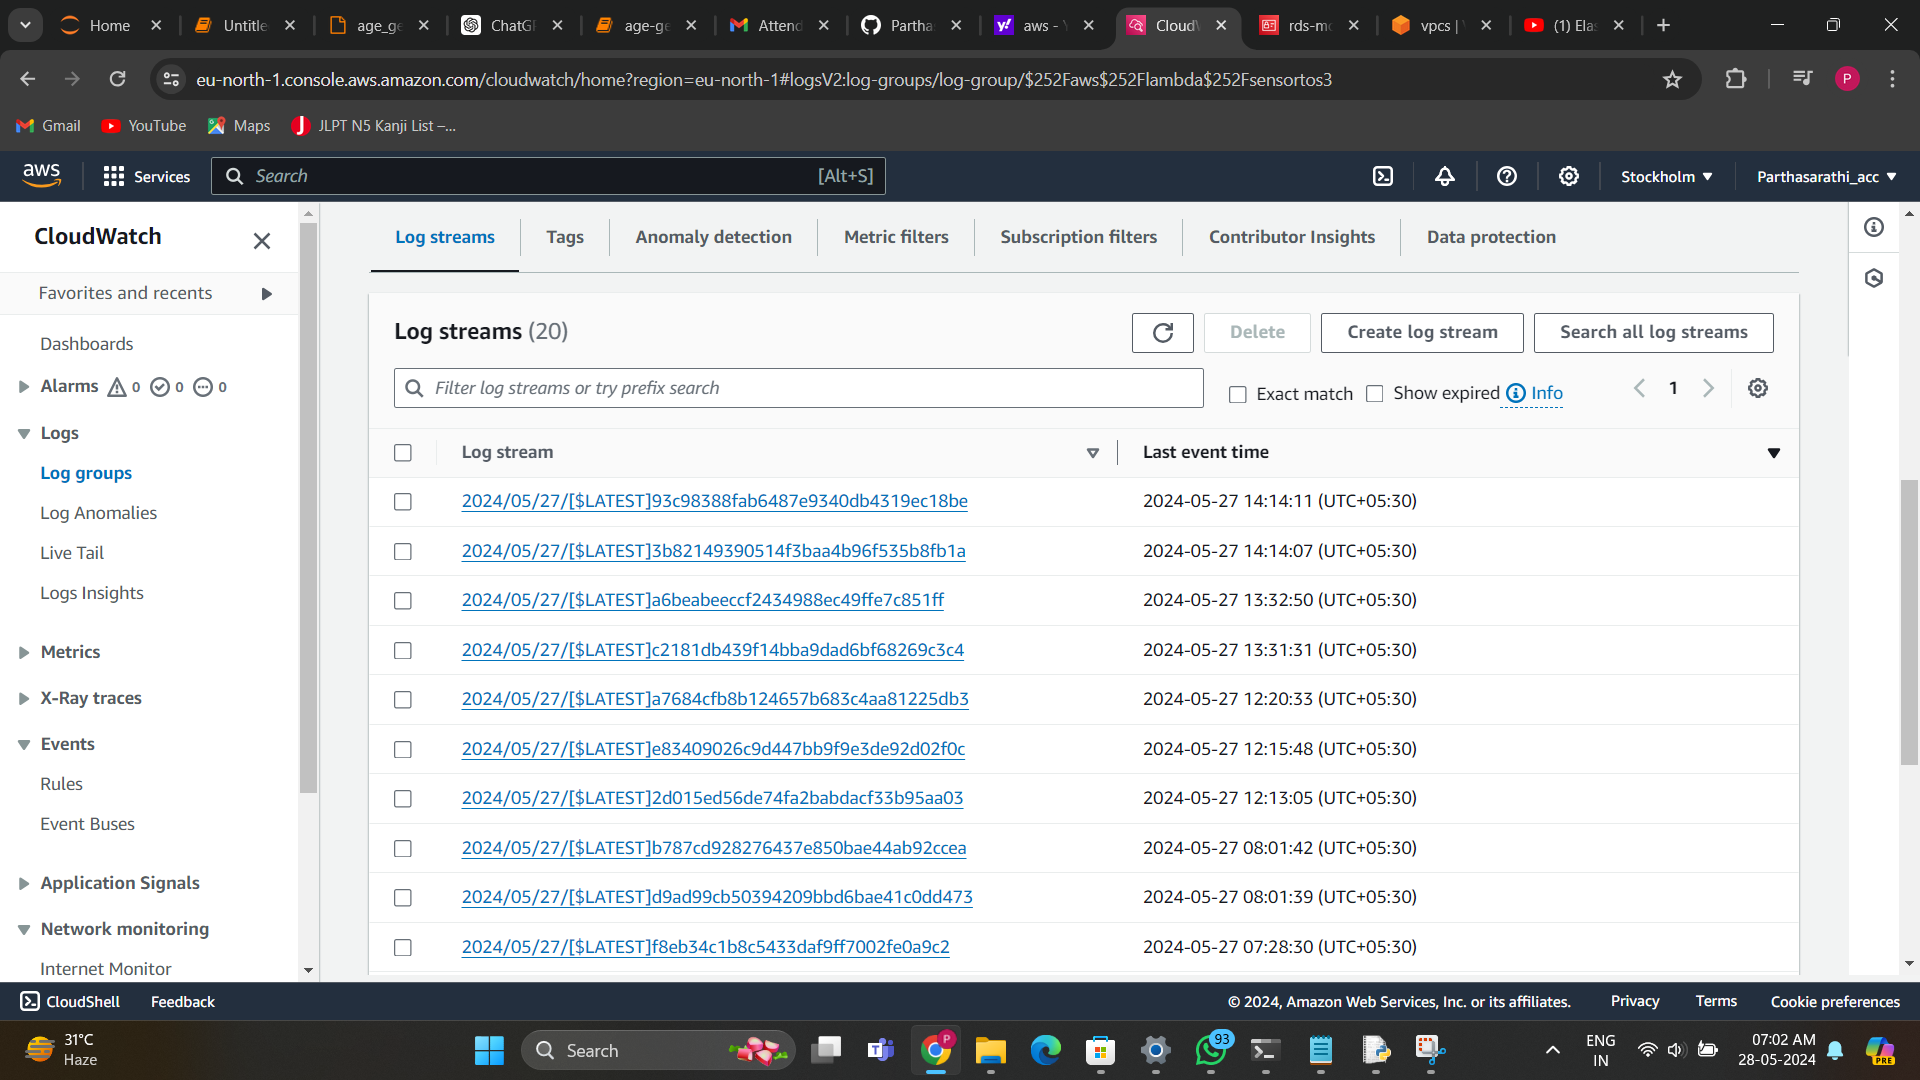 Home
Untitle
age_ge
ChatGI
age-ge
Attend
Partha
aws - Y
CloudW
rds-mo
vpcs |
(1) Ela
eu-north-1.console.aws.amazon.com/cloudwatch/home?region=eu-north-1#logsV2:log-groups/log-group/$252Faws$252Flambda$252Fsensortos3
P
Gmail
YouTube
Maps
JLPT N5 Kanji List –...
aws
Services
Search
[Alt+S]
Stockholm
Parthasarathi_acc
CloudWatch
Favorites and recents
Dashboards
Alarms 0 0 0
Logs
Log groups
Log Anomalies
Live Tail
Logs Insights
Metrics
X-Ray traces
Events
Rules
Event Buses
Application Signals
Network monitoring
Internet Monitor
Log streams
Tags
Anomaly detection
Metric filters
Subscription filters
Contributor Insights
Data protection
Log streams (20)
Delete
Create log stream
Search all log streams
Filter log streams or try prefix search
Exact match
Show expired
Info
1
Log stream
Last event time
2024/05/27/[$LATEST]93c98388fab6487e9340db4319ec18be 2024-05-27 14:14:11 (UTC+05:30)
2024/05/27/[$LATEST]3b82149390514f3baa4b96f535b8fb1a 2024-05-27 14:14:07 (UTC+05:30)
2024/05/27/[$LATEST]a6beabeeccf2434988ec49ffe7c851ff 2024-05-27 13:32:50 (UTC+05:30)
2024/05/27/[$LATEST]c2181db439f14bba9dad6bf68269c3c4 2024-05-27 13:31:31 (UTC+05:30)
2024/05/27/[$LATEST]a7684cfb8b124657b683c4aa81225db3 2024-05-27 12:20:33 (UTC+05:30)
2024/05/27/[$LATEST]e83409026c9d447bb9f9e3de92d02f0c 2024-05-27 12:15:48 (UTC+05:30)
2024/05/27/[$LATEST]2d015ed56de74fa2babdacf33b95aa03 2024-05-27 12:13:05 (UTC+05:30)
2024/05/27/[$LATEST]b787cd928276437e850bae44ab92ccea 2024-05-27 08:01:42 (UTC+05:30)
2024/05/27/[$LATEST]d9ad99cb50394209bbd6bae41c0dd473 2024-05-27 08:01:39 (UTC+05:30)
2024/05/27/[$LATEST]f8eb34c1b8c5433daf9ff7002fe0a9c2 2024-05-27 07:28:30 (UTC+05:30)
CloudShell
Feedback
© 2024, Amazon Web Services, Inc. or its affiliates.
Privacy
Terms
Cookie preferences
31°C
Haze
Search
P
93
ENG
IN
07:02 AM
28-05-2024
PRE